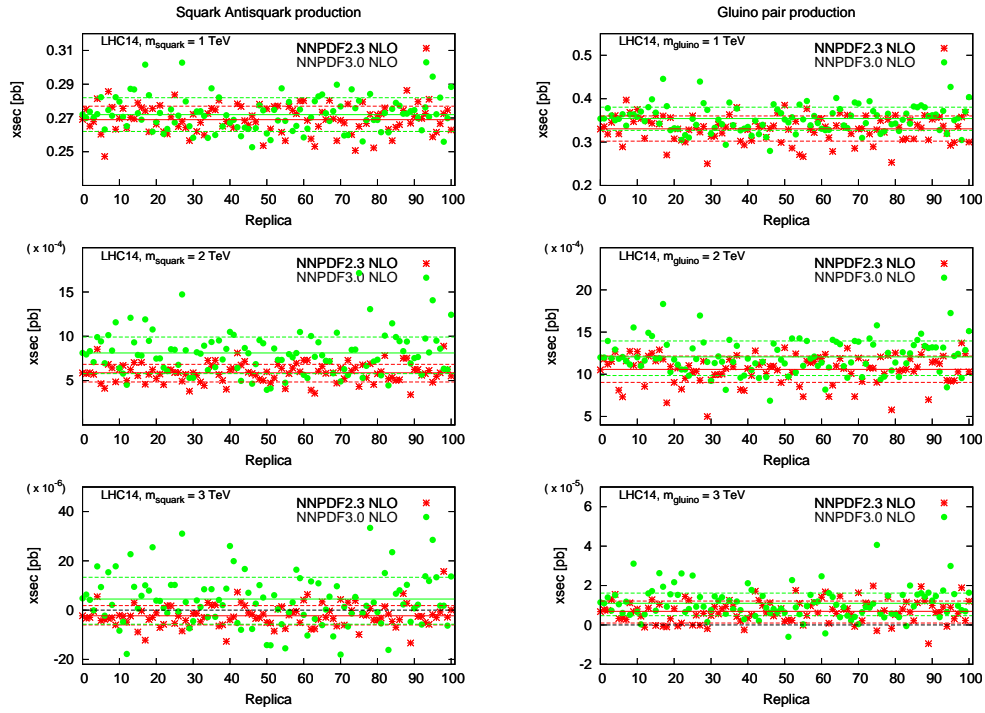 Squark Antisquark production
Gluino pair production
LHC14, m_squark = 1 TeV
NNPDF2.3 NLO
NNPDF3.0 NLO
xsec [pb]
0.31
0.29
0.27
0.25
0 10 20 30 40 50 60 70 80 90 100
Replica
LHC14, m_gluino = 1 TeV
NNPDF2.3 NLO
NNPDF3.0 NLO
xsec [pb]
0.5
0.4
0.3
0.2
0 10 20 30 40 50 60 70 80 90 100
Replica
( x 10^-4)
LHC14, m_squark = 2 TeV
NNPDF2.3 NLO
NNPDF3.0 NLO
xsec [pb]
15
10
5
0 10 20 30 40 50 60 70 80 90 100
Replica
( x 10^-4)
LHC14, m_gluino = 2 TeV
NNPDF2.3 NLO
NNPDF3.0 NLO
xsec [pb]
20
15
10
5
0 10 20 30 40 50 60 70 80 90 100
Replica
( x 10^-6)
LHC14, m_squark = 3 TeV
NNPDF2.3 NLO
NNPDF3.0 NLO
xsec [pb]
40
20
0
-20
0 10 20 30 40 50 60 70 80 90 100
Replica
( x 10^-5)
LHC14, m_gluino = 3 TeV
NNPDF2.3 NLO
NNPDF3.0 NLO
xsec [pb]
6
4
2
0
-2
0 10 20 30 40 50 60 70 80 90 100
Replica